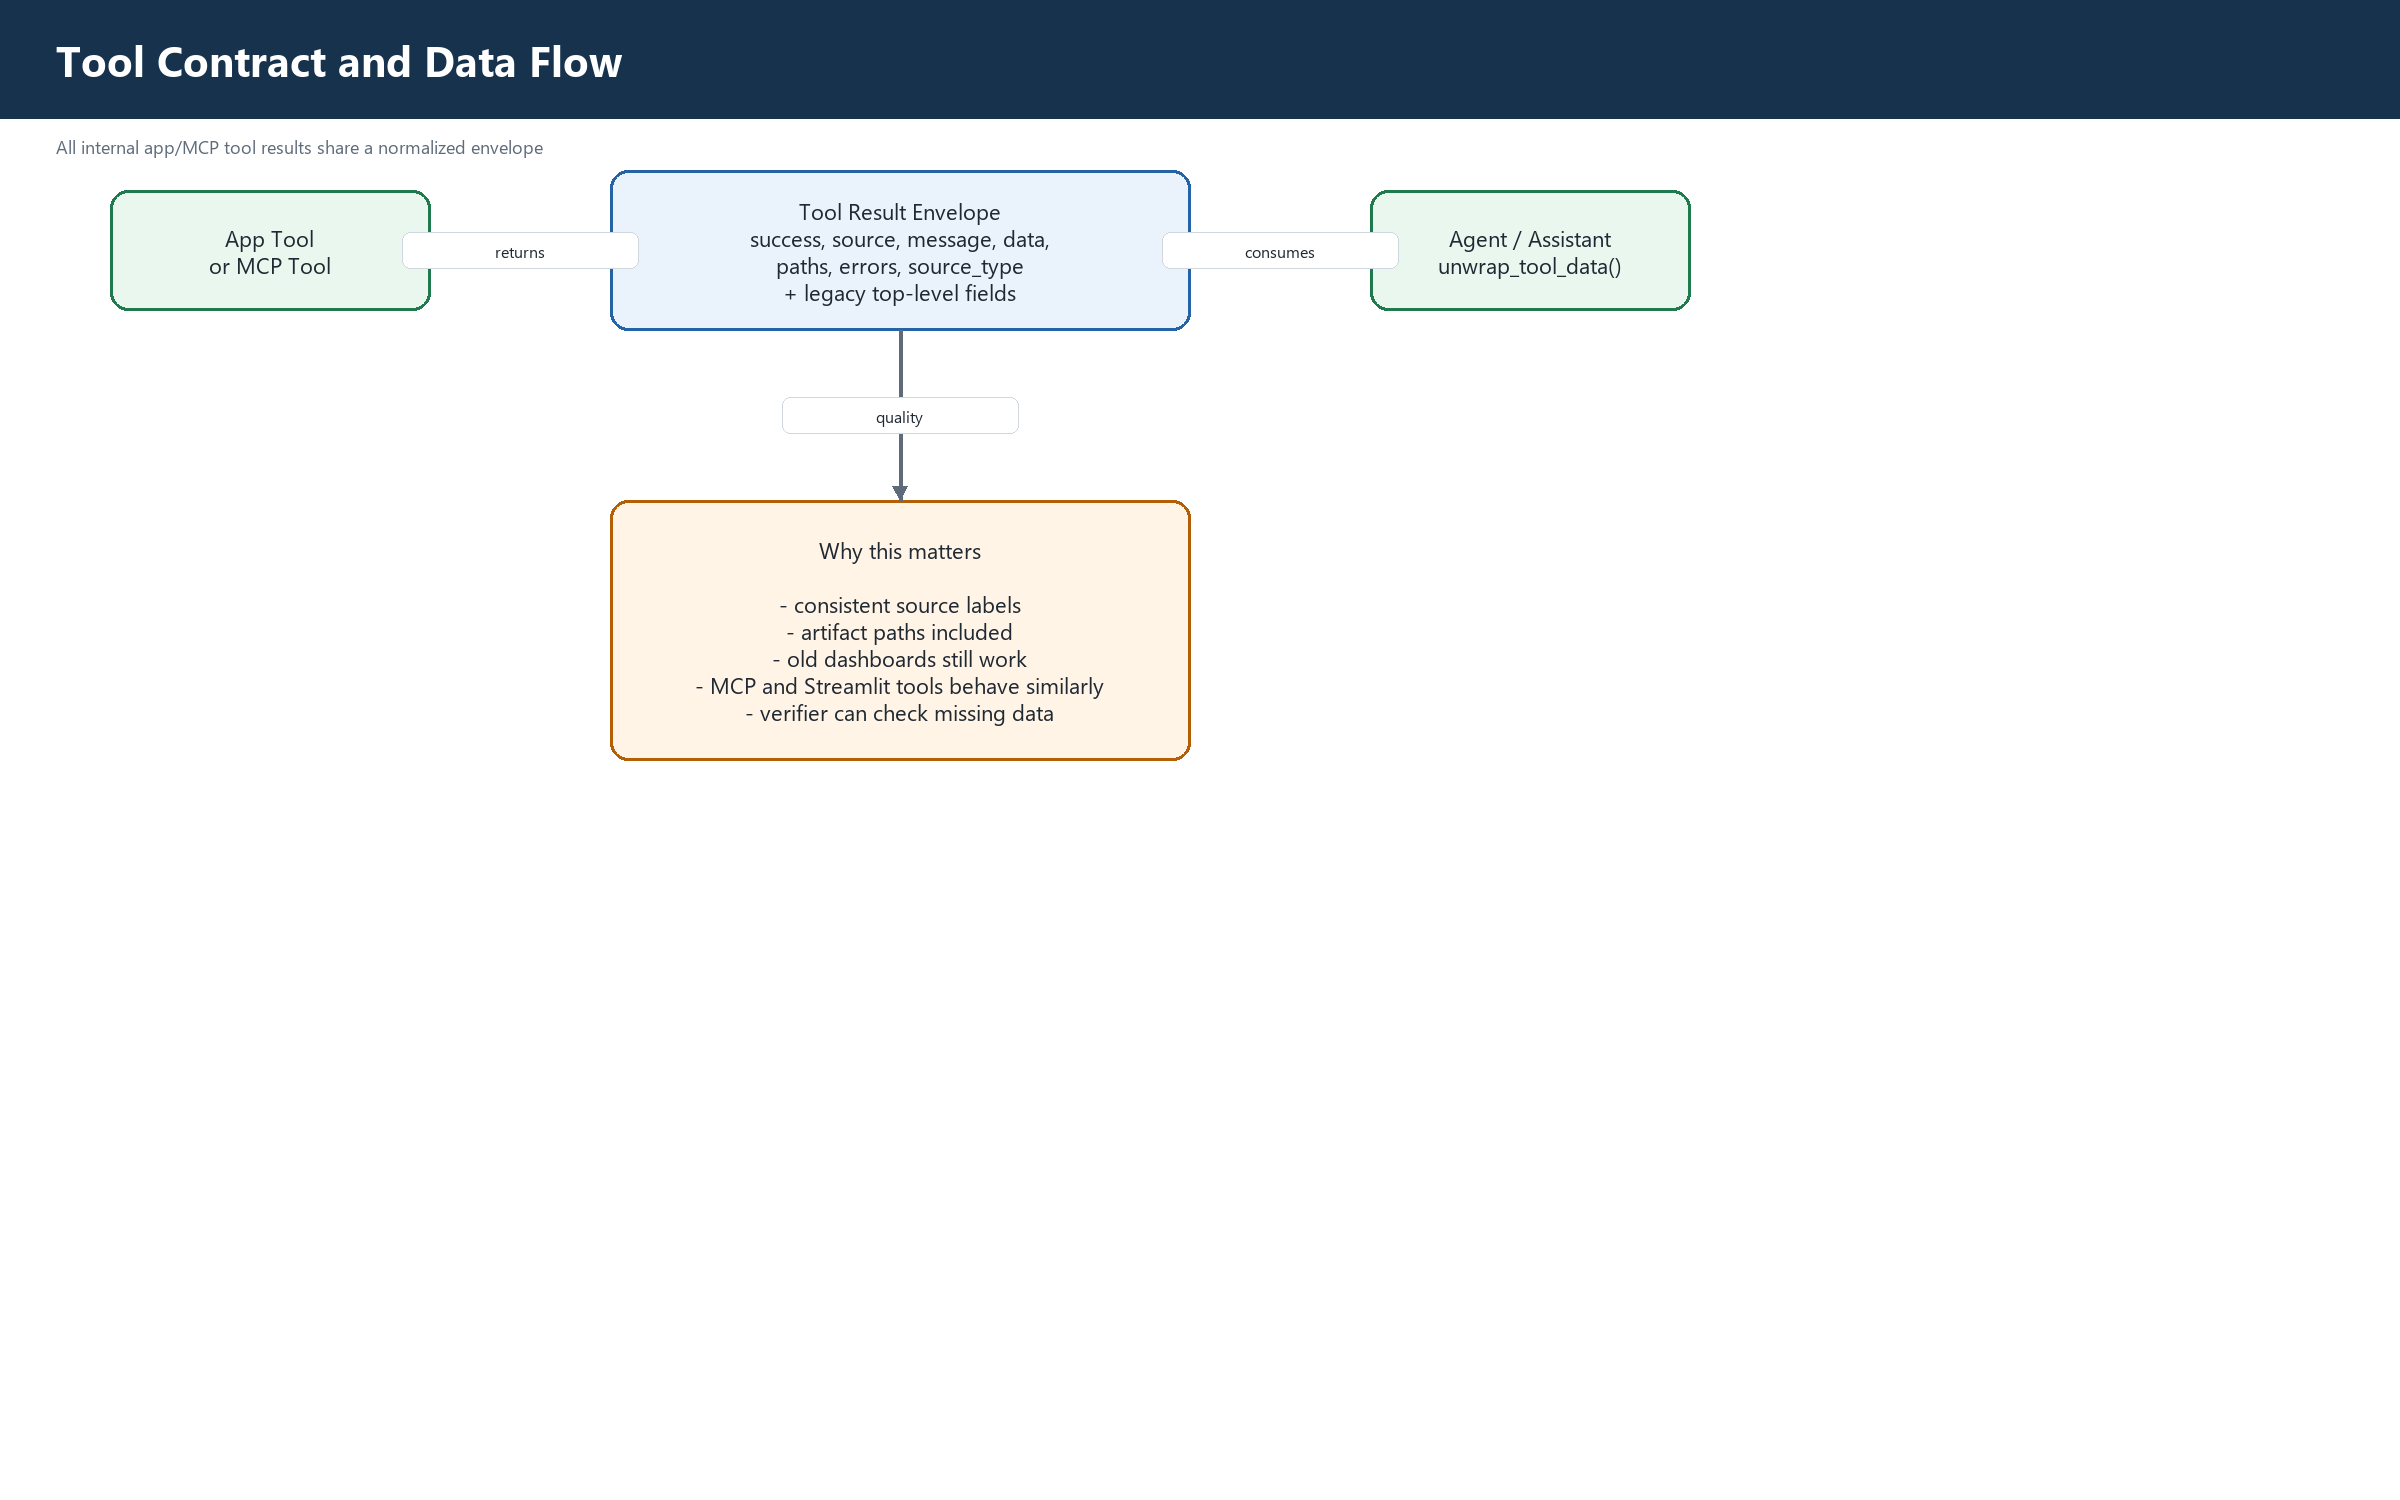 Tool Contract and Data Flow
All internal app/MCP tool results share a normalized envelope
App Tool
or MCP Tool
returns
Tool Result Envelope
success, source, message, data,
paths, errors, source_type
+ legacy top-level fields
consumes
Agent / Assistant
unwrap_tool_data()
quality
Why this matters
- consistent source labels
- artifact paths included
- old dashboards still work
- MCP and Streamlit tools behave similarly
- verifier can check missing data